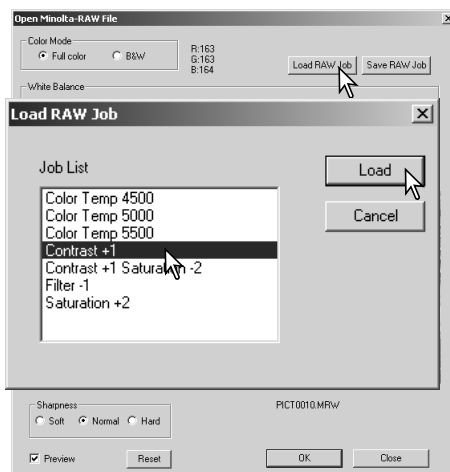 Open Minolta-RAW File
Color Mode
Full color
B&W
R:163
G:163
B:164
Load RAW Job
Save RAW Job
White Balance
Load RAW Job
Job List
Color Temp 4500
Color Temp 5000
Color Temp 5500
Contrast +1
Contrast +1 Saturation -2
Filter -1
Saturation +2
Load
Cancel
Sharpness
Soft
Normal
Hard
PICT0010.MRW
Preview
Reset
OK
Close